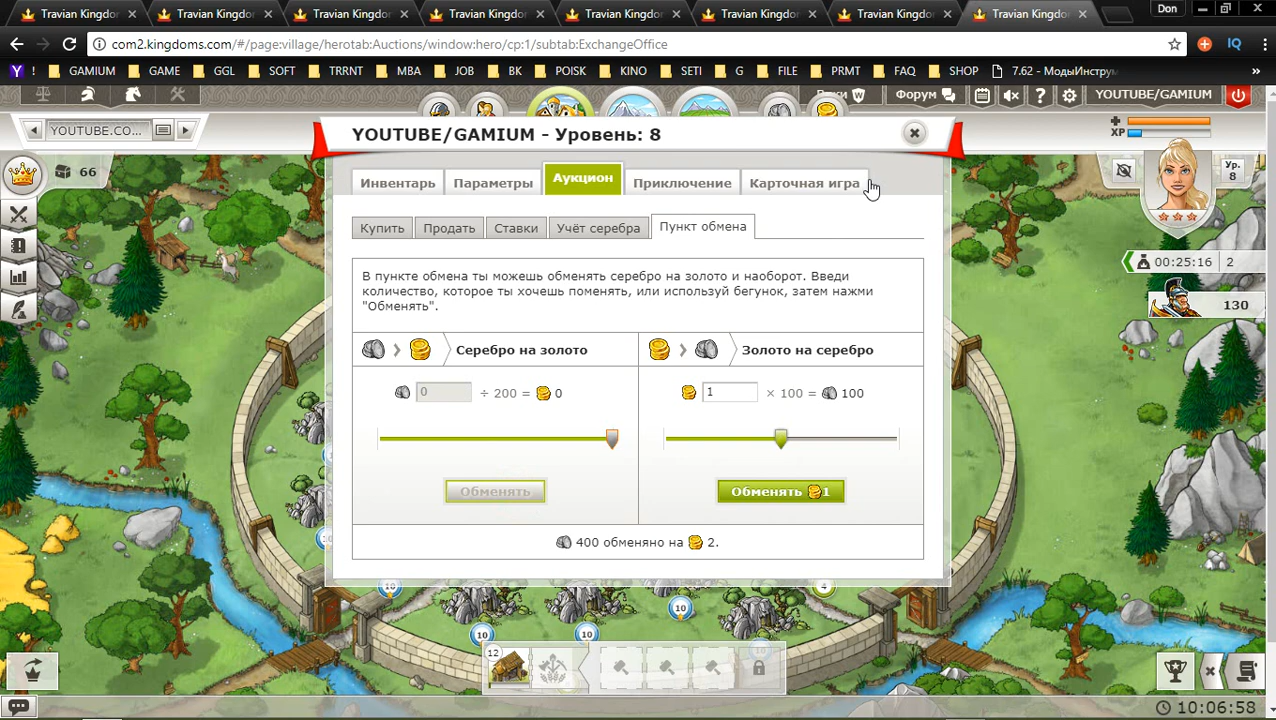 Travian Kingdo
Travian Kingdo
Travian Kingdo
Travian Kingdo
Travian Kingdo
Travian Kingdo
Travian Kingdo
Travian Kingdo
Don
com2.kingdoms.com/#/page:village/herotab:Auctions/window:hero/cp:1/subtab:ExchangeOffice
IQ
Y ! GAMIUM GAME GGL SOFT TRRNT MBA JOB BK POISK KINO SETI G FILE PRMT FAQ SHOP 7.62 - МодыИнструм »
Форум
? YOUTUBE/GAMIUM
YOUTUBE.CO...
XP
66
Ур.
8
YOUTUBE/GAMIUM - Уровень: 8
Инвентарь Параметры Аукцион Приключение Карточная игра
Купить Продать Ставки Учёт серебра Пункт обмена
В пункте обмена ты можешь обменять серебро на золото и наоборот. Введи
количество, которое ты хочешь поменять, или используй бегунок, затем нажми
"Обменять".
Серебро на золото
Золото на серебро
0 ÷ 200 = 0
1 × 100 = 100
Обменять
Обменять 1
400 обменяно на 2.
00:25:16 2
130
10
4
10
10
10
12
10:06:58